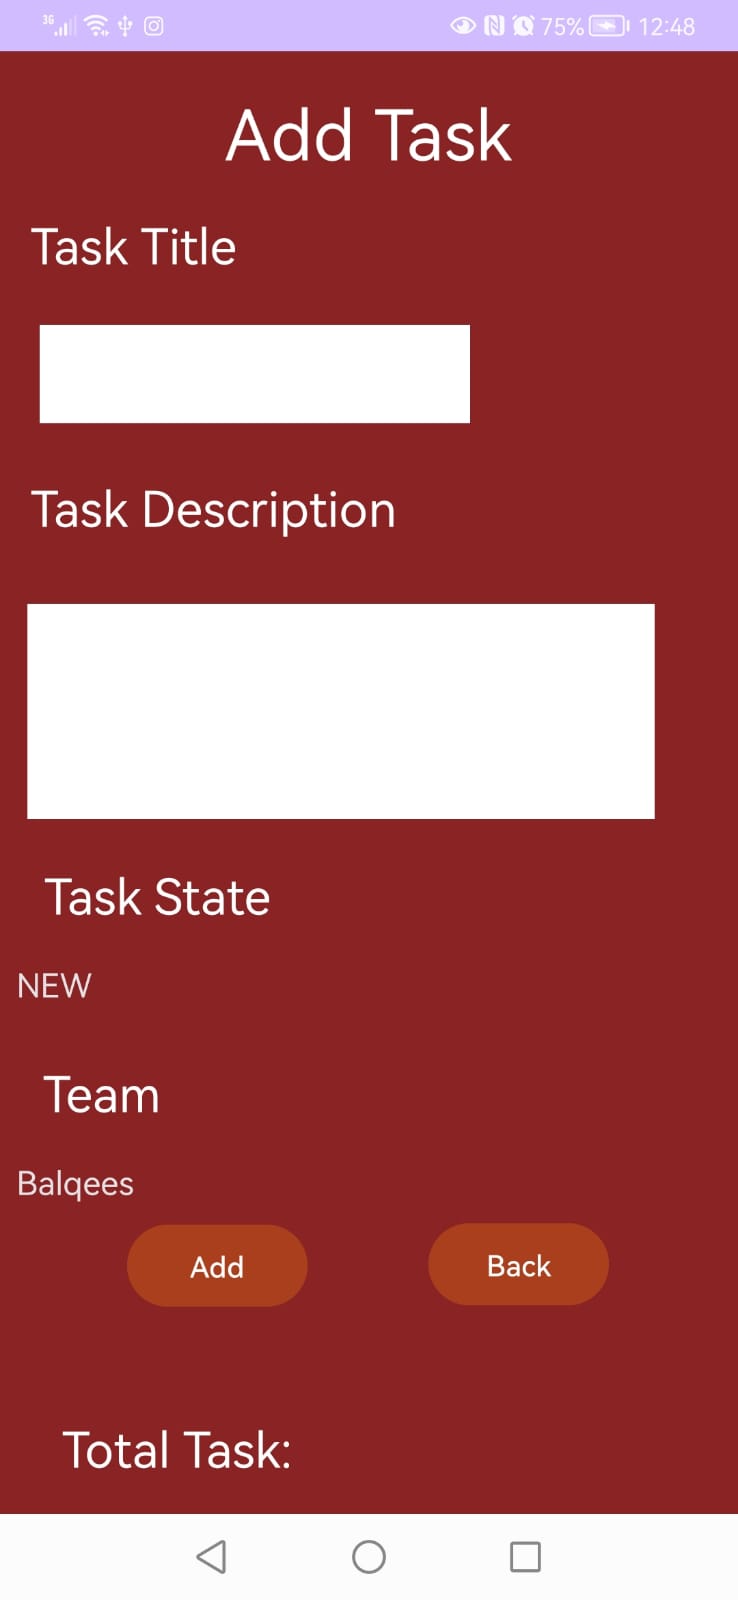 3G 75% 12:48
Add Task
Task Title
Task Description
Task State
NEW
Team
Balqees
Add Back
Total Task: